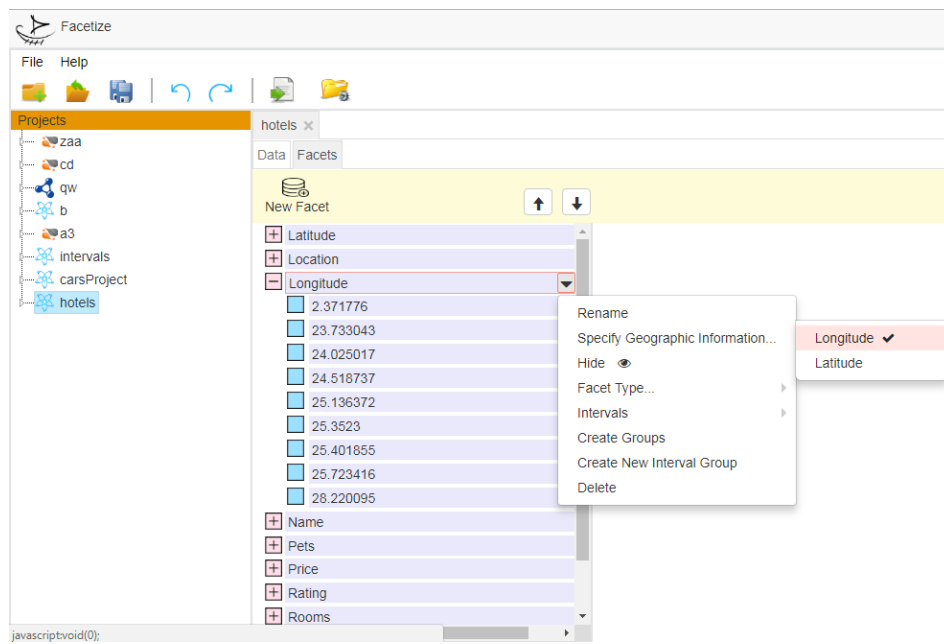 Facetize
File Help
Projects
zaa
cd
qw
b
a3
intervals
carsProject
hotels
hotels ×
Data Facets
New Facet
Latitude
Location
Longitude
2.371776
23.733043
24.025017
24.518737
25.136372
25.3523
25.401855
25.723416
28.220095
Name
Pets
Price
Rating
Rooms
Rename
Specify Geographic Information...
Hide
Facet Type...
Intervals
Create Groups
Create New Interval Group
Delete
Longitude ✔
Latitude
javascript:void(0);